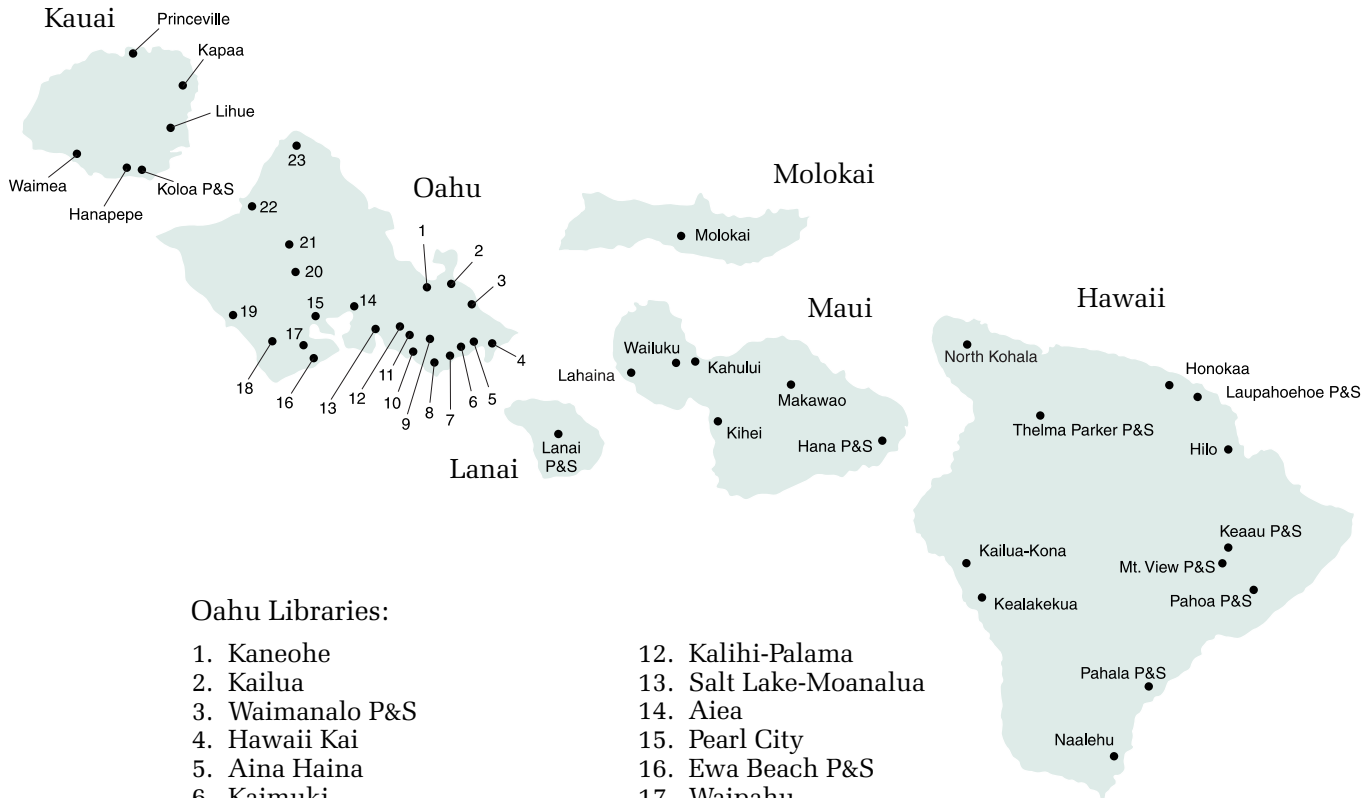 Kauai
Princeville
Kapaa
Lihue
Waimea
Hanapepe
Koloa P&S
Oahu
23
22
21
20
19
18
17
16
15
14
13
12
11
10
9
8
7
6
5
4
3
2
1
Molokai
Molokai
Lanai
Lanai
P&S
Maui
Wailuku
Kahului
Lahaina
Makawao
Kihei
Hana P&S
Hawaii
North Kohala
Honokaa
Laupahoehoe P&S
Thelma Parker P&S
Hilo
Keaau P&S
Kailua-Kona
Mt. View P&S
Kealakekua
Pahoa P&S
Pahala P&S
Naalehu
Oahu Libraries:
1. Kaneohe
2. Kailua
3. Waimanalo P&S
4. Hawaii Kai
5. Aina Haina
6. Kaimuki
12. Kalihi-Palama
13. Salt Lake-Moanalua
14. Aiea
15. Pearl City
16. Ewa Beach P&S
17. Waipahu